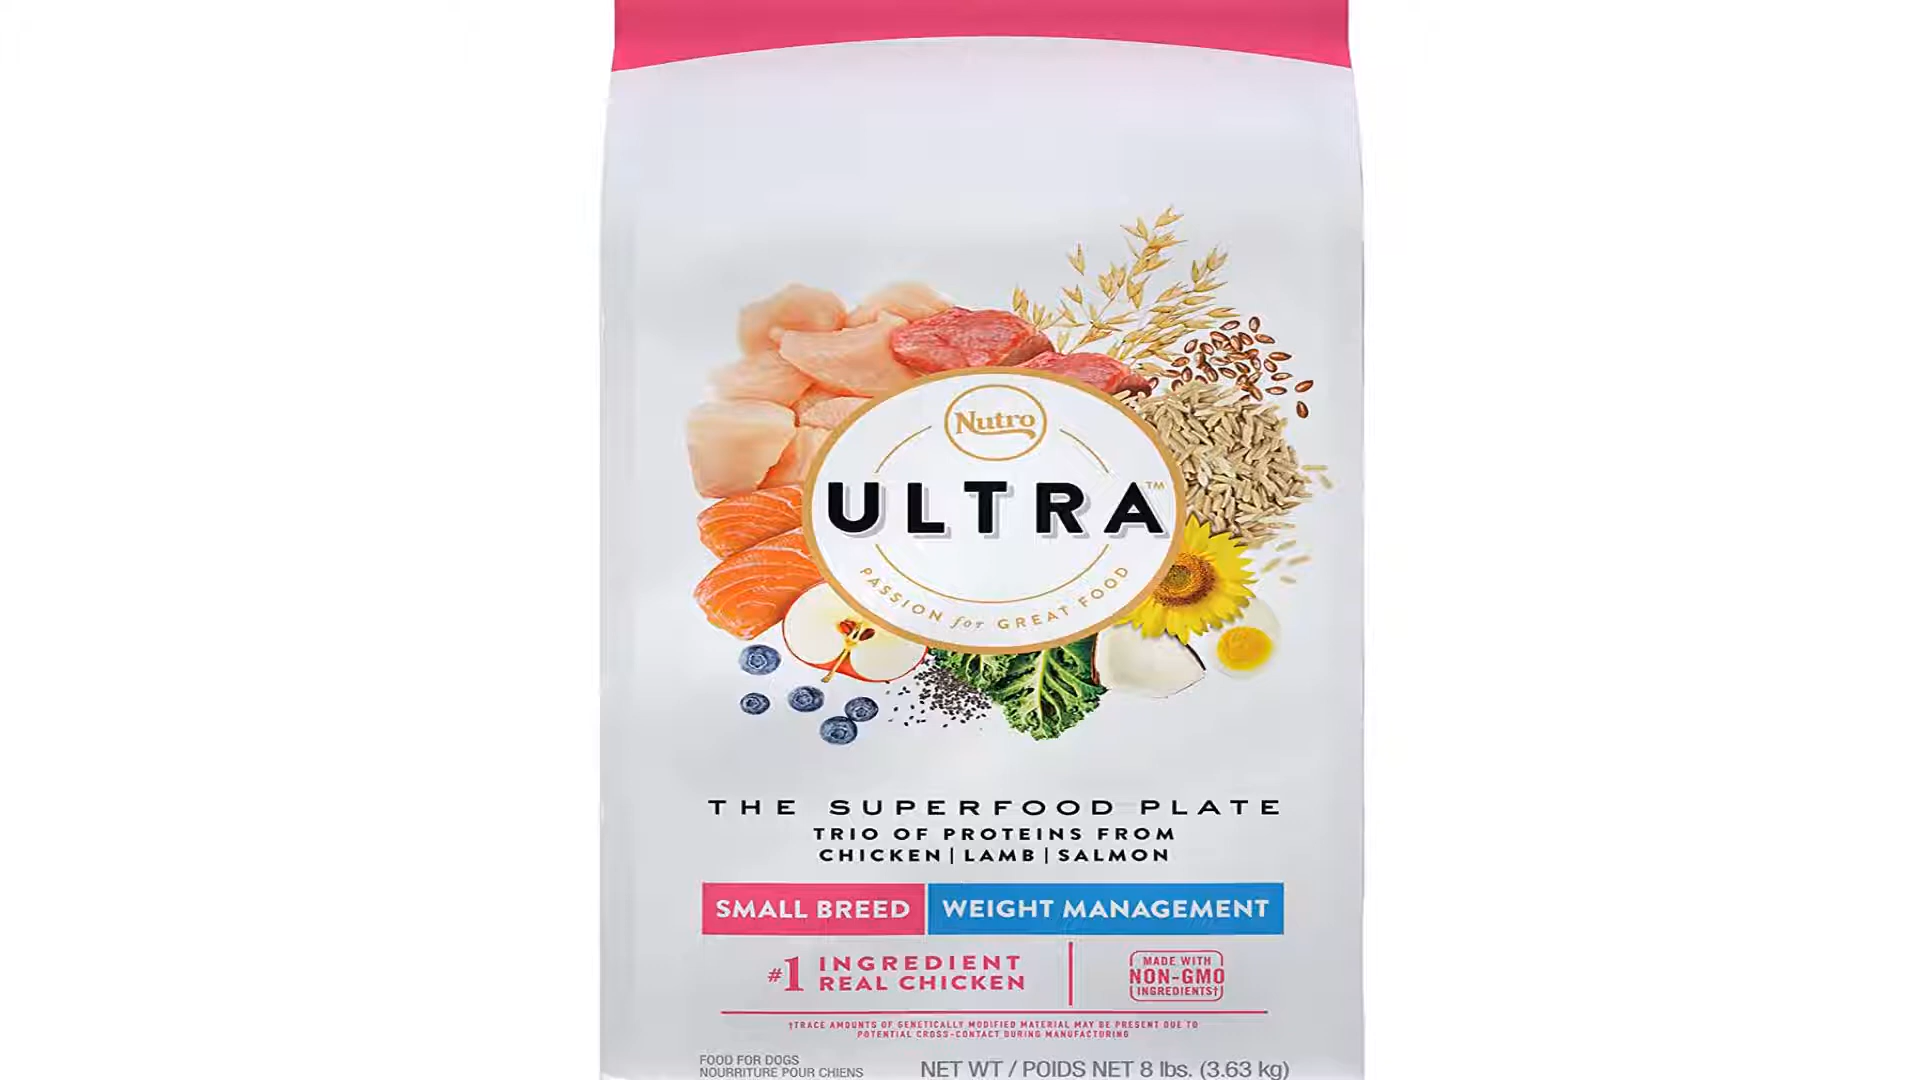 Nutro
ULTRA™
PASSION for GREAT FOOD
THE SUPERFOOD PLATE
TRIO OF PROTEINS FROM
CHICKEN | LAMB | SALMON
SMALL BREED WEIGHT MANAGEMENT
#1 INGREDIENT
REAL CHICKEN
MADE WITH
NON-GMO
INGREDIENTS†
†TRACE AMOUNTS OF GENETICALLY MODIFIED MATERIAL MAY BE PRESENT DUE TO
POTENTIAL CROSS-CONTACT DURING MANUFACTURING
FOOD FOR DOGS
NOURRITURE POUR CHIENS
NET WT / POIDS NET 8 lbs. (3.63 kg)